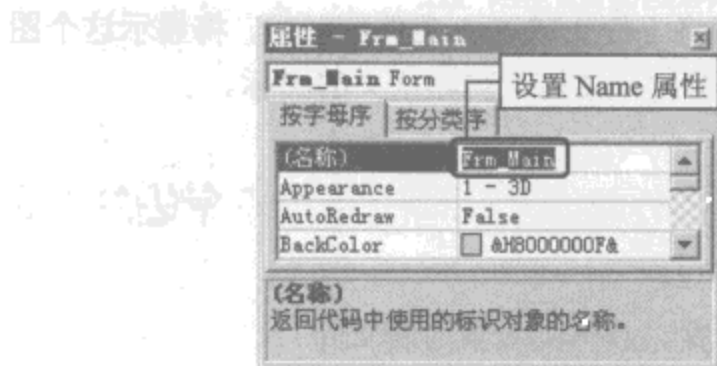 属性 - Frm_Main
Frm_Main Form
设置 Name 属性
按字母序 按分类序
(名称) Frm_Main
Appearance 1 - 3D
AutoRedraw False
BackColor &H8000000F&
(名称)
返回代码中使用的标识对象的名称。